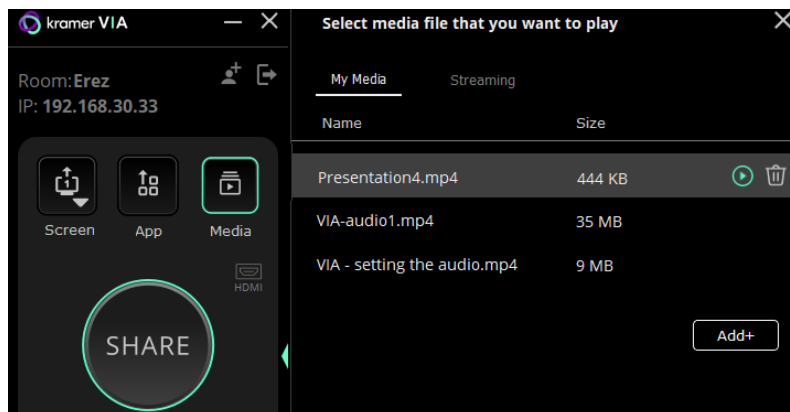 kramer VIA
Room:Erez
IP: 192.168.30.33
1
Screen
App
Media
HDMI
SHARE
Select media file that you want to play
My Media Streaming
Name Size
Presentation4.mp4 444 KB
VIA-audio1.mp4 35 MB
VIA - setting the audio.mp4 9 MB
Add+